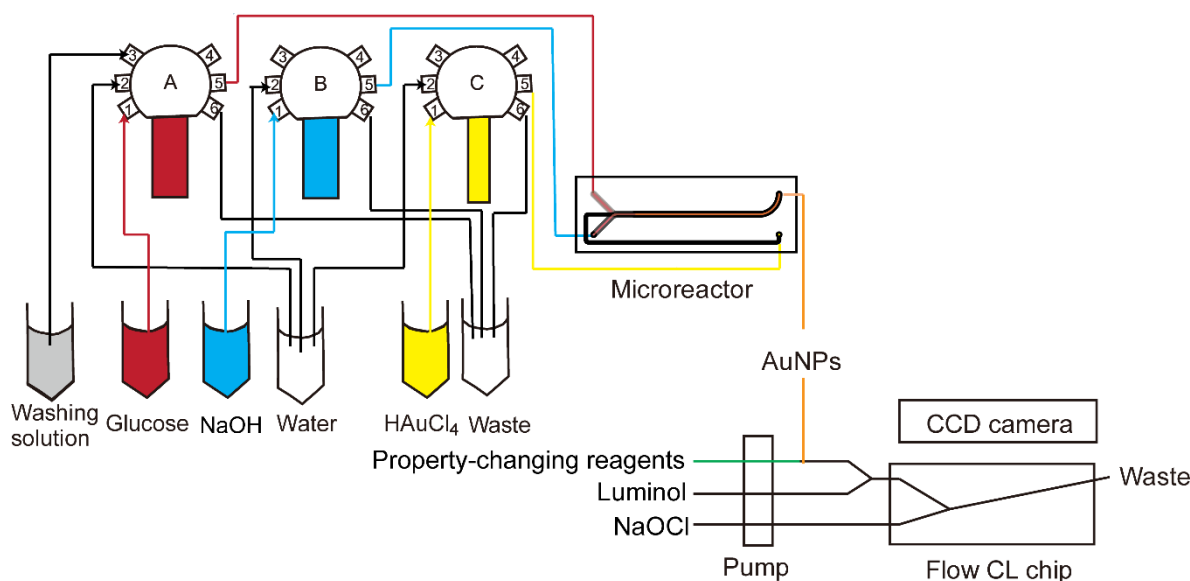 3 4 3 4 3 4
2 A 5 2 B 5 2 C 5
1 6 1 6 1 6
Microreactor
AuNPs
Washing
solution
Glucose
NaOH
Water
HAuCl₄
Waste
CCD camera
Property-changing reagents
Luminol
NaOCl
Waste
Pump
Flow CL chip